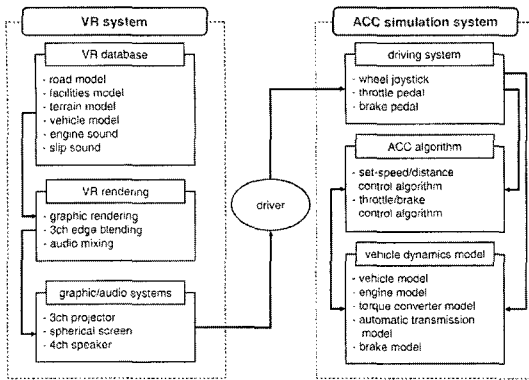 VR system
VR database
- road model
- facilities model
- terrain model
- vehicle model
- engine sound
- slip sound
VR rendering
- graphic rendering
- 3ch edge blending
- audio mixing
graphic/audio systems
- 3ch projector
- spherical screen
- 4ch speaker
driver
ACC simulation system
driving system
- wheel joystick
- throttle pedal
- brake pedal
ACC algorithm
- set-speed/distance
control algorithm
- throttle/brake
control algorithm
vehicle dynamics model
- vehicle model
- engine model
- torque converter model
- automatic transmission
model
- brake model